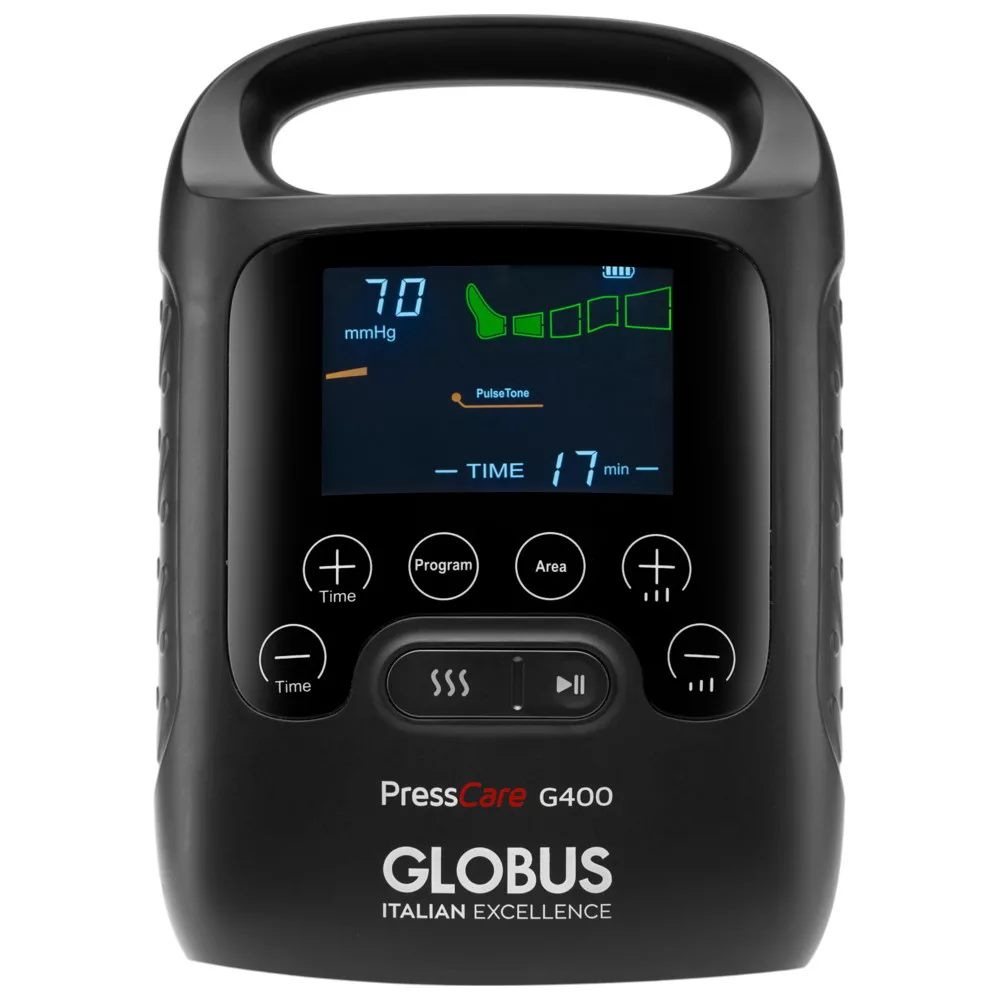 70
mmHg
PulseTone
TIME 17 min
Time
Program
Area
Time
PressCare G400
GLOBUS
ITALIAN EXCELLENCE